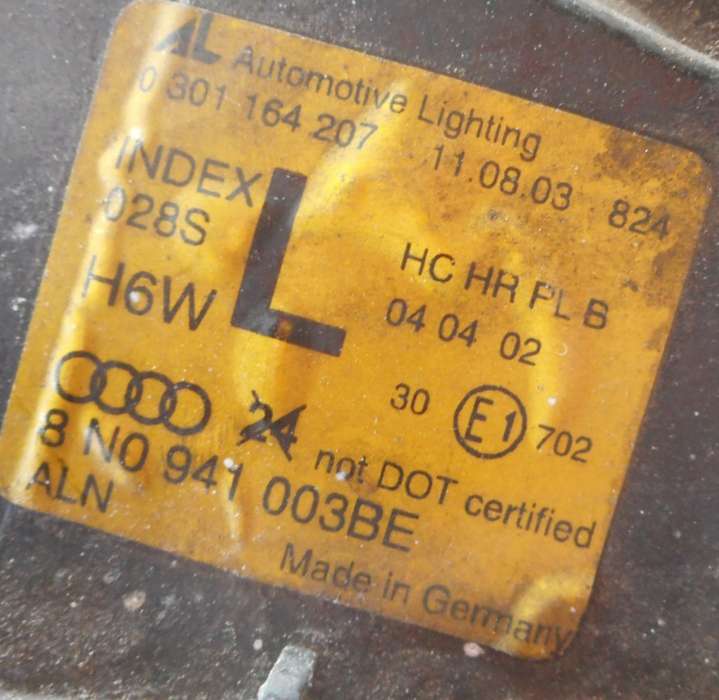 AL Automotive Lighting
0 301 164 207 11.08.03 824
INDEX
028S
L
HC HR PL B
04 04 02
H6W
30 E1 702
24 not DOT certified
8 N0 941 003BE
ALN
Made in Germany